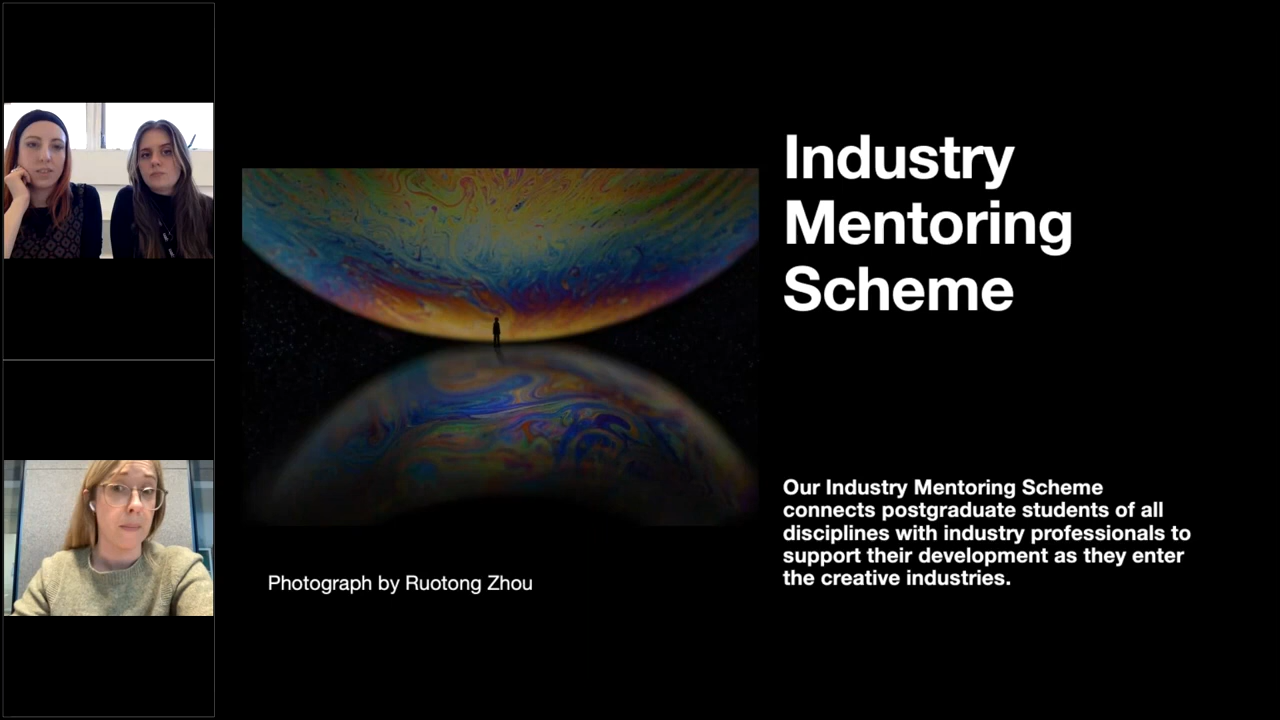 Industry
Mentoring
Scheme
Our Industry Mentoring Scheme
connects postgraduate students of all
disciplines with industry professionals to
support their development as they enter
the creative industries.
Photograph by Ruotong Zhou